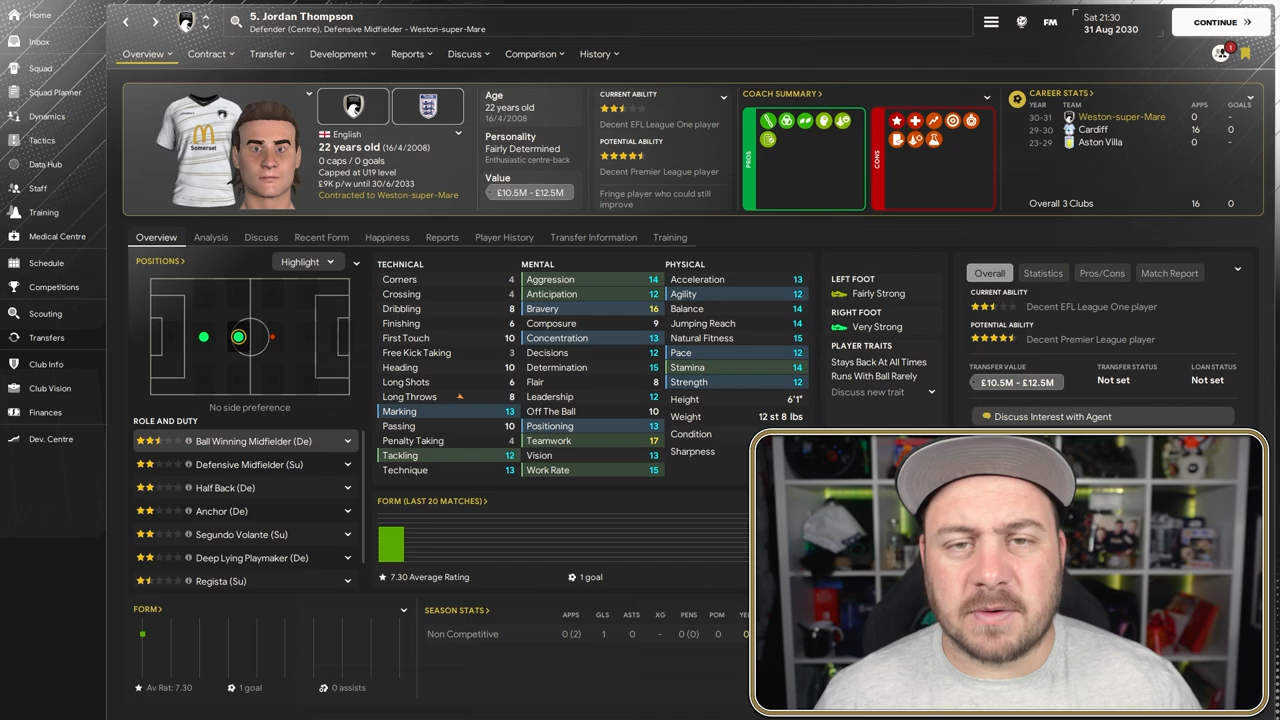 Home
Inbox
Squad
Squad Planner
Dynamics
Tactics
Data Hub
Staff
Training
Medical Centre
Schedule
Competitions
Scouting
Transfers
Club Info
Club Vision
Finances
Dev. Centre
5. Jordan Thompson
Defender (Centre), Defensive Midfielder - Weston-super-Mare
FM
Sat 21:30
31 Aug 2030
CONTINUE
Overview
Contract
Transfer
Development
Reports
Discuss
Comparison
History
1
M
McDonald's
Somerset
English
22 years old (16/4/2008)
0 caps / 0 goals
Capped at U19 level
£9K p/w until 30/6/2033
Contracted to Weston-super-Mare
Age
22 years old
16/4/2008
Personality
Fairly Determined
Enthusiastic centre-back
Value
£10.5M - £12.5M
CURRENT ABILITY
Decent EFL League One player
POTENTIAL ABILITY
Decent Premier League player
Fringe player who could still
improve
COACH SUMMARY >
PROS
CONS
CAREER STATS >
YEAR TEAM APPS GOALS
30-31 Weston-super-Mare 0 -
29-30 Cardiff 16 0
23-29 Aston Villa 0 -
Overall 3 Clubs 16 0
Overview
Analysis
Discuss
Recent Form
Happiness
Reports
Player History
Transfer Information
Training
POSITIONS >
Highlight
No side preference
ROLE AND DUTY
Ball Winning Midfielder (De)
Defensive Midfielder (Su)
Half Back (De)
Anchor (De)
Segundo Volante (Su)
Deep Lying Playmaker (De)
Regista (Su)
TECHNICAL
Corners 4
Crossing 4
Dribbling 8
Finishing 6
First Touch 10
Free Kick Taking 3
Heading 10
Long Shots 6
Long Throws 8
Marking 13
Passing 10
Penalty Taking 4
Tackling 12
Technique 13
MENTAL
Aggression 14
Anticipation 12
Bravery 16
Composure 9
Concentration 13
Decisions 12
Determination 15
Flair 8
Leadership 12
Off The Ball 10
Positioning 13
Teamwork 17
Vision 13
Work Rate 15
PHYSICAL
Acceleration 13
Agility 12
Balance 14
Jumping Reach 14
Natural Fitness 15
Pace 12
Stamina 14
Strength 12
Height 6'1"
Weight 12 st 8 lbs
Condition
Sharpness
LEFT FOOT
Fairly Strong
RIGHT FOOT
Very Strong
PLAYER TRAITS
Stays Back At All Times
Runs With Ball Rarely
Discuss new trait
Overall
Statistics
Pros/Cons
Match Report
CURRENT ABILITY
Decent EFL League One player
POTENTIAL ABILITY
Decent Premier League player
TRANSFER VALUE
£10.5M - £12.5M
TRANSFER STATUS
Not set
LOAN STATUS
Not set
Discuss Interest with Agent
FORM (LAST 20 MATCHES) >
7.30 Average Rating
1 goal
FORM >
Av Rat: 7.30
1 goal
0 assists
SEASON STATS >
APPS GLS ASTS XG PENS POM
Non Competitive 0 (2) 1 0 - 0 (0) 0